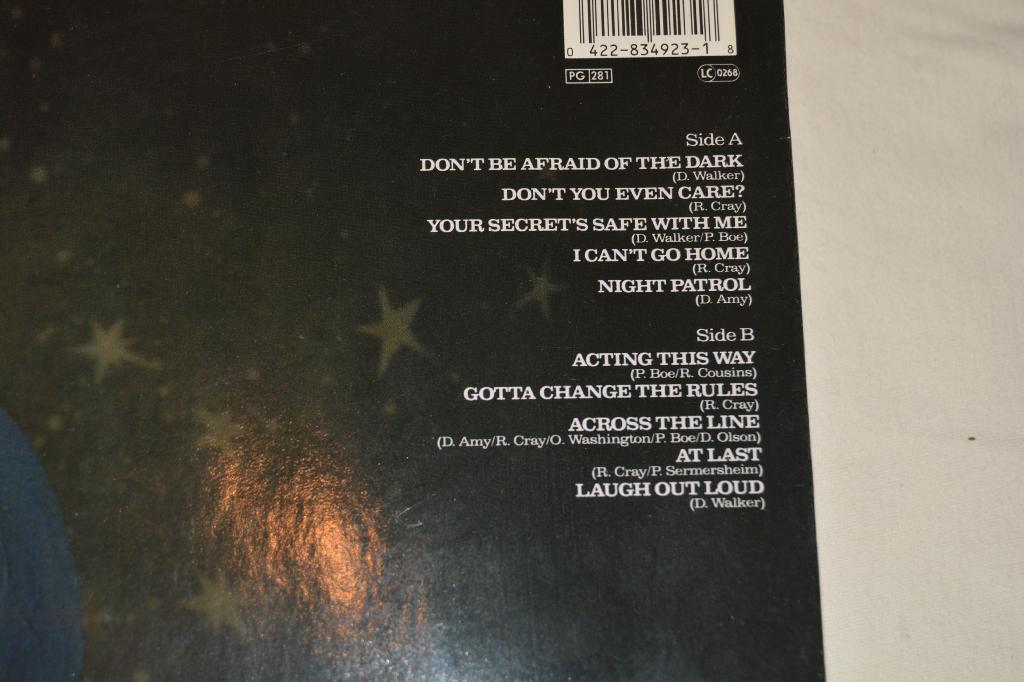 0 422-834923-1 8
PG 281 LC 0268
Side A
DON'T BE AFRAID OF THE DARK
(D. Walker)
DON'T YOU EVEN CARE?
(R. Cray)
YOUR SECRET'S SAFE WITH ME
(D. Walker/P. Boe)
I CAN'T GO HOME
(R. Cray)
NIGHT PATROL
(D. Amy)
Side B
ACTING THIS WAY
(P. Boe/R. Cousins)
GOTTA CHANGE THE RULES
(R. Cray)
ACROSS THE LINE
(D. Amy/R. Cray/O. Washington/P. Boe/D. Olson)
AT LAST
(R. Cray/P. Sermersheim)
LAUGH OUT LOUD
(D. Walker)